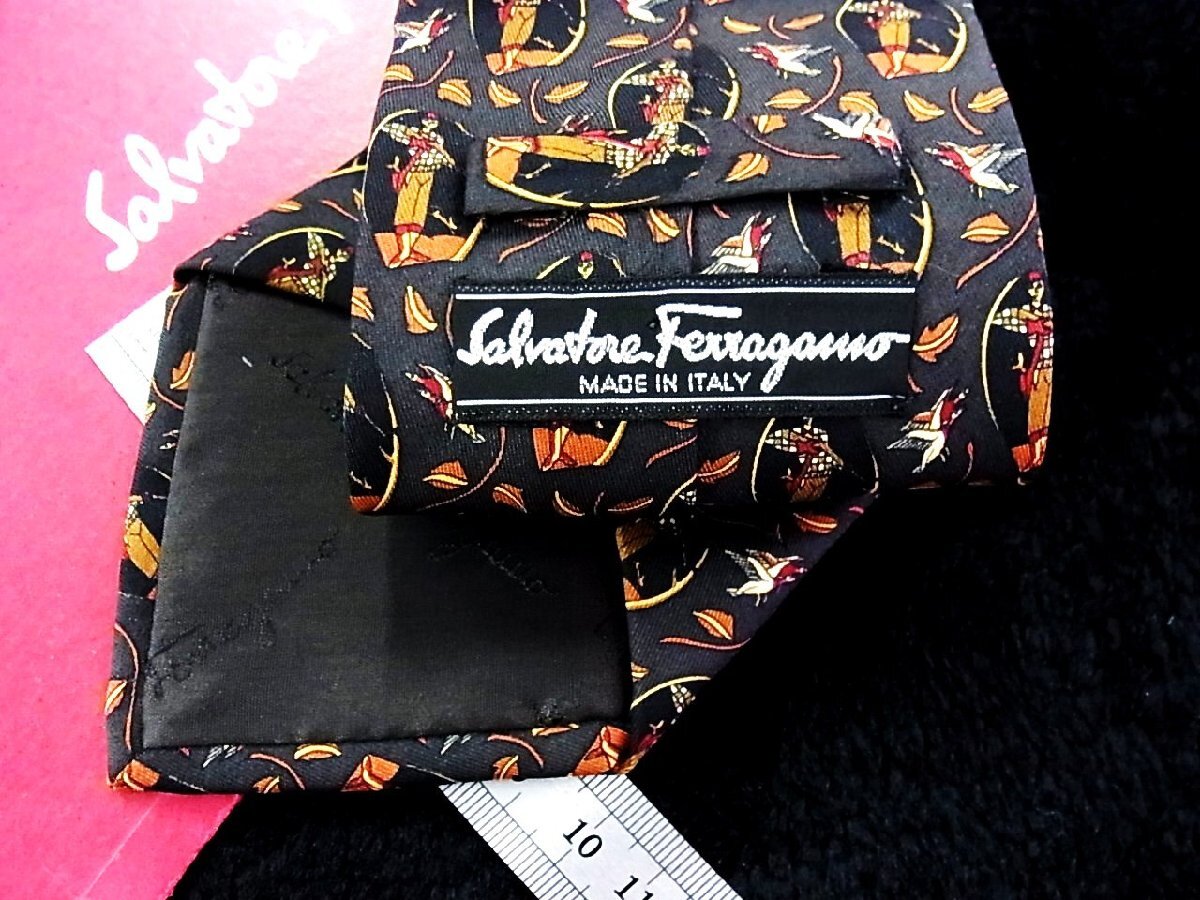 Salvatore
Salvatore Ferragamo
MADE IN ITALY
10
11